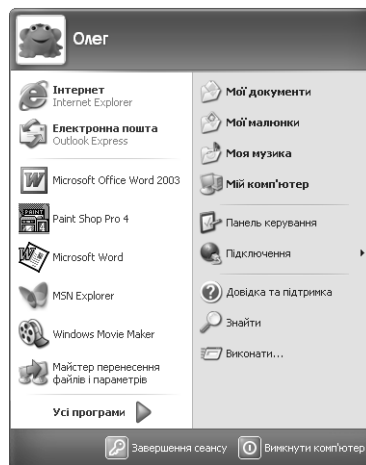 Олег
Інтернет
Internet Explorer
Електронна пошта
Outlook Express
Microsoft Office Word 2003
Paint Shop Pro 4
Microsoft Word
MSN Explorer
Windows Movie Maker
Майстер перенесення
файлів і параметрів
Усі програми
Мої документи
Мої малюнки
Моя музика
Мій комп'ютер
Панель керування
Підключення
Довідка та підтримка
Знайти
Виконати...
Завершення сеансу
Вимкнути комп'ютер